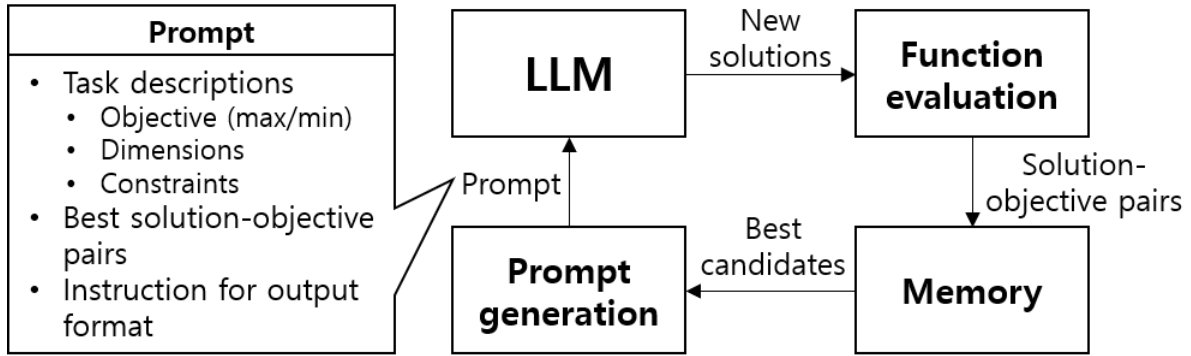 Prompt
• Task descriptions
• Objective (max/min)
• Dimensions
• Constraints
• Best solution-objective
pairs
• Instruction for output
format
LLM
New
solutions
Function
evaluation
Solution-
objective pairs
Memory
Best
candidates
Prompt
generation
Prompt